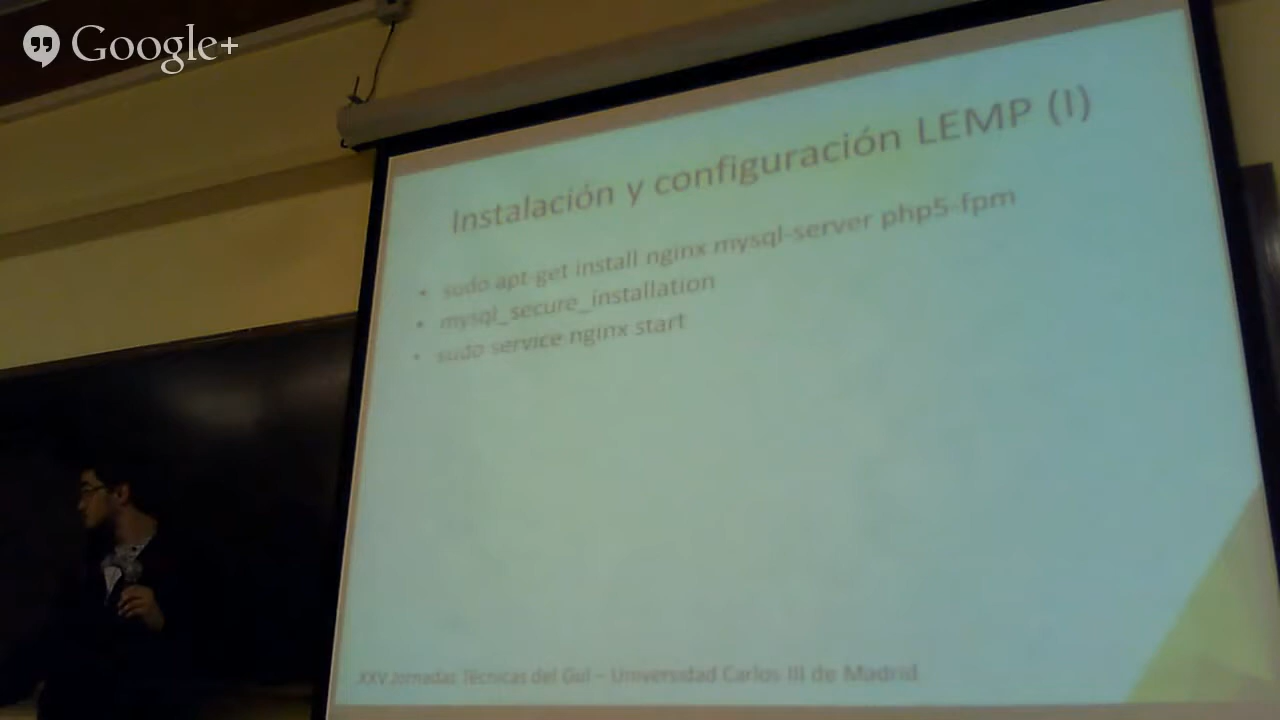 Google+
Instalación y configuración LEMP (I)
• sudo apt-get install nginx mysql-server php5-fpm
• mysql_secure_installation
• sudo service nginx start
XXV Jornadas Técnicas del Gul – Universidad Carlos III de Madrid